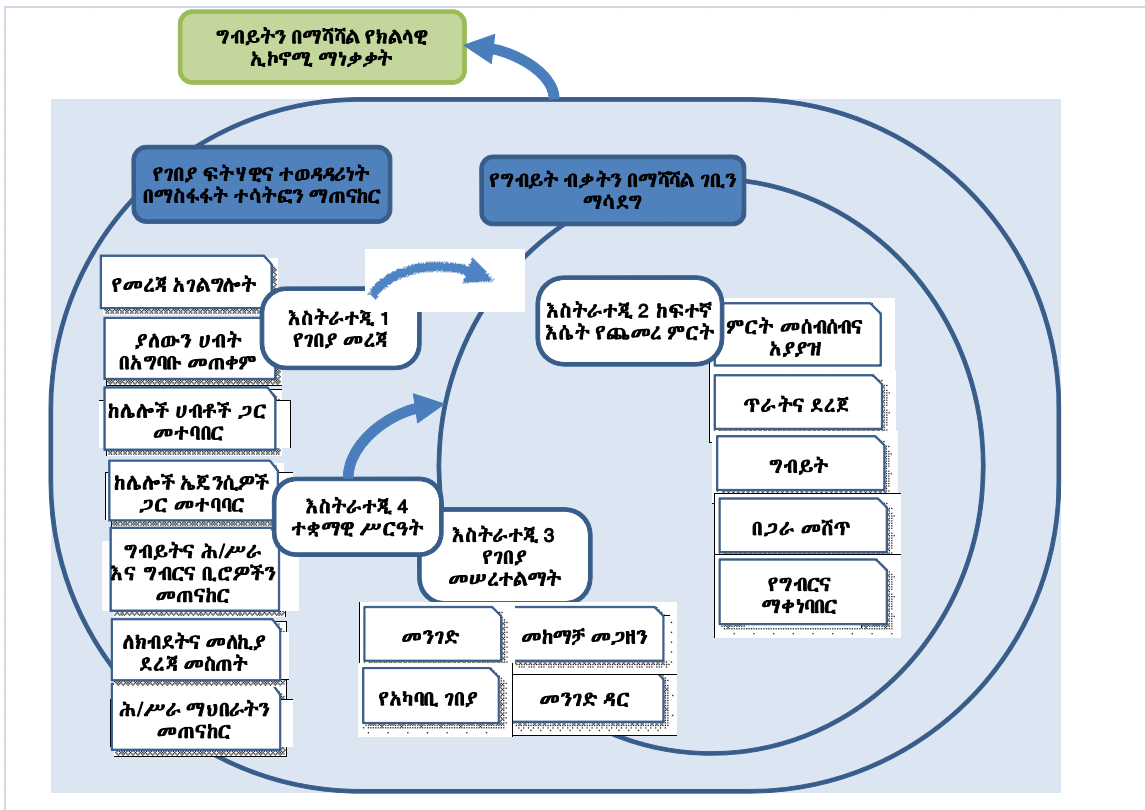 ግብይትን በማሻሻል የክልላዊ
ኢኮኖሚ ማነቃቃት
የገበያ ፍትሃዊና ተወዳዳሪነት
በማስፋፋት ተሳትፎን ማጠናከር
የግብይት ብቃትን በማሻሻል ገቢን
ማሳደግ
የመረጃ አገልግሎት
ያለውን ሀብት
በአግባቡ መጠቀም
ከሌሎች ሀብቶች ጋር
መተባበር
ከሌሎች ኤጄንሲዎች
ጋር መተባባር
ግብይትና ሕ/ሥራ
እና ግብርና ቢሮዎችን
መጠናከር
ለክብደትና መለኪያ
ደረጃ መስጠት
ሕ/ሥራ ማህበራትን
መጠናከር
እስትራተጂ 1
የገበያ መረጃ
እስትራተጂ 4
ተቋማዊ ሥርዓት
እስትራተጂ 3
የገበያ
መሠረተልማት
መንገድ
መከማቻ መጋዘን
የአካባቢ ገበያ
መንገድ ዳር
እስትራተጂ 2 ከፍተኛ
እሴት የጨመረ ምርት
ምርት መሰብሰብና
አያያዝ
ጥራትና ደረጀ
ግብይት
በጋራ መሸጥ
የግብርና
ማቀነባበር